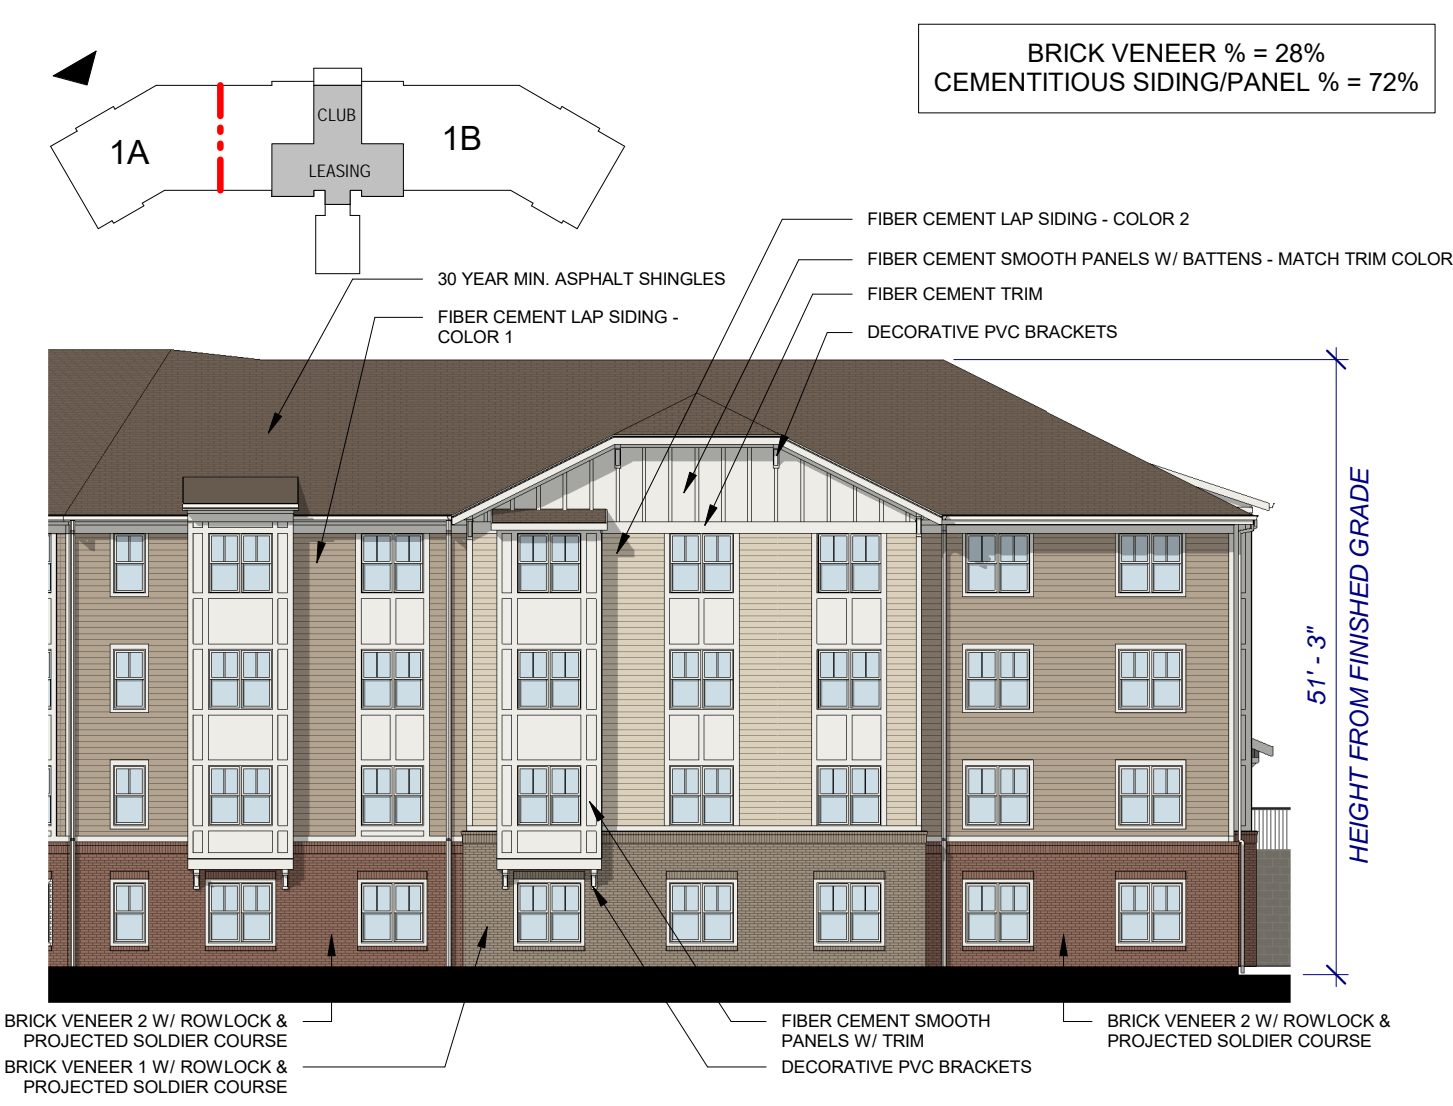 BRICK VENEER % = 28%
CEMENTITIOUS SIDING/PANEL % = 72%
1A
CLUB
LEASING
1B
FIBER CEMENT LAP SIDING - COLOR 2
FIBER CEMENT SMOOTH PANELS W/ BATTENS - MATCH TRIM COLOR
FIBER CEMENT TRIM
DECORATIVE PVC BRACKETS
30 YEAR MIN. ASPHALT SHINGLES
FIBER CEMENT LAP SIDING -
COLOR 1
51' - 3"
HEIGHT FROM FINISHED GRADE
BRICK VENEER 2 W/ ROWLOCK &
PROJECTED SOLDIER COURSE
BRICK VENEER 1 W/ ROWLOCK &
PROJECTED SOLDIER COURSE
FIBER CEMENT SMOOTH
PANELS W/ TRIM
DECORATIVE PVC BRACKETS
BRICK VENEER 2 W/ ROWLOCK &
PROJECTED SOLDIER COURSE